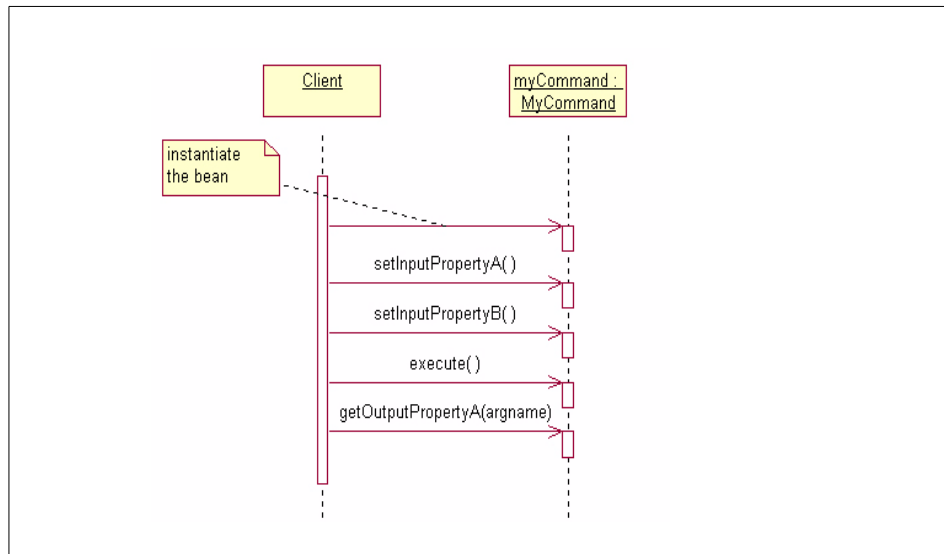 Client
myCommand :
MyCommand
instantiate
the bean
setInputPropertyA( )
setInputPropertyB( )
execute( )
getOutputPropertyA(argname)